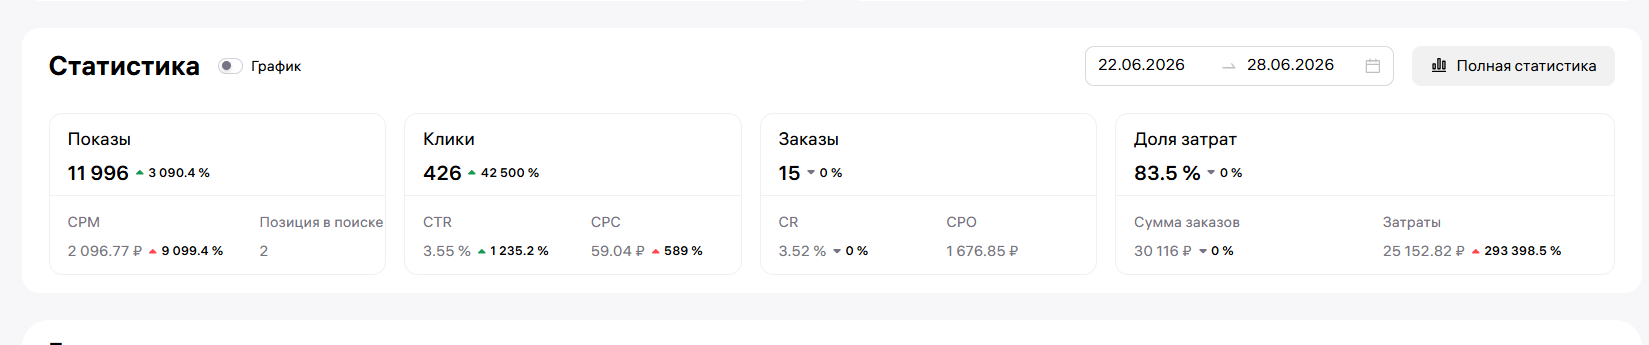 Статистика График 22.06.2026 → 28.06.2026 Полная статистика
Показы
11 996 3 090.4 %
CPM Позиция в поиске
2 096.77 ₽ 9 099.4 % 2
Клики
426 42 500 %
CTR CPC
3.55 % 1 235.2 % 59.04 ₽ 589 %
Заказы
15 0 %
CR CPO
3.52 % 0 % 1 676.85 ₽
Доля затрат
83.5 % 0 %
Сумма заказов Затраты
30 116 ₽ 0 % 25 152.82 ₽ 293 398.5 %